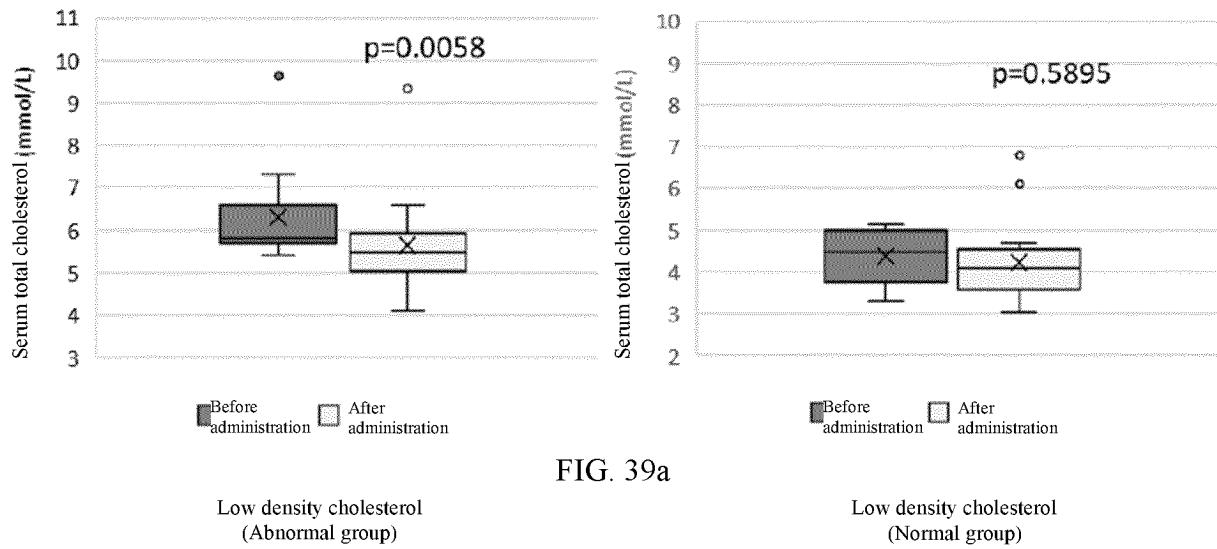 11
10
9
8
7
6
5
4
3
Serum total cholesterol (mmol/L)
p=0.0058
Before administration
After administration
10
9
8
7
6
5
4
3
2
Serum total cholesterol (mmol/L)
p=0.5895
Before administration
After administration
FIG. 39a
Low density cholesterol
(Abnormal group)
Low density cholesterol
(Normal group)